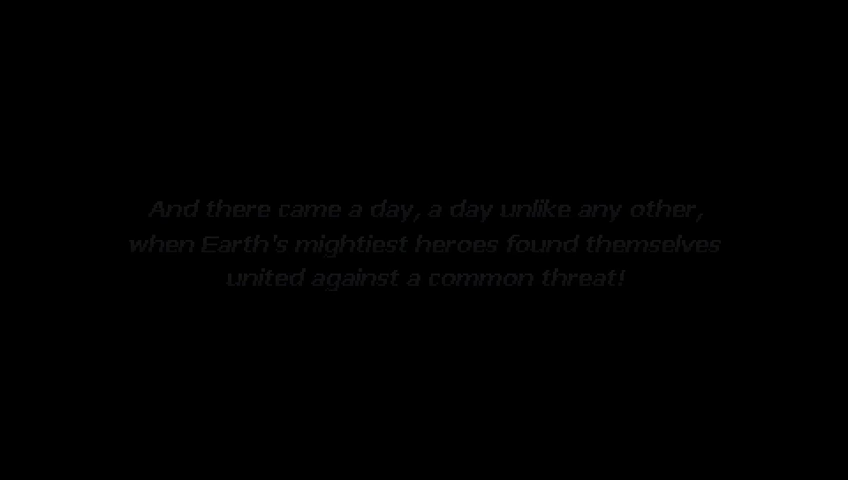 And there came a day, a day unlike any other,
when Earth's mightiest heroes found themselves
united against a common threat!